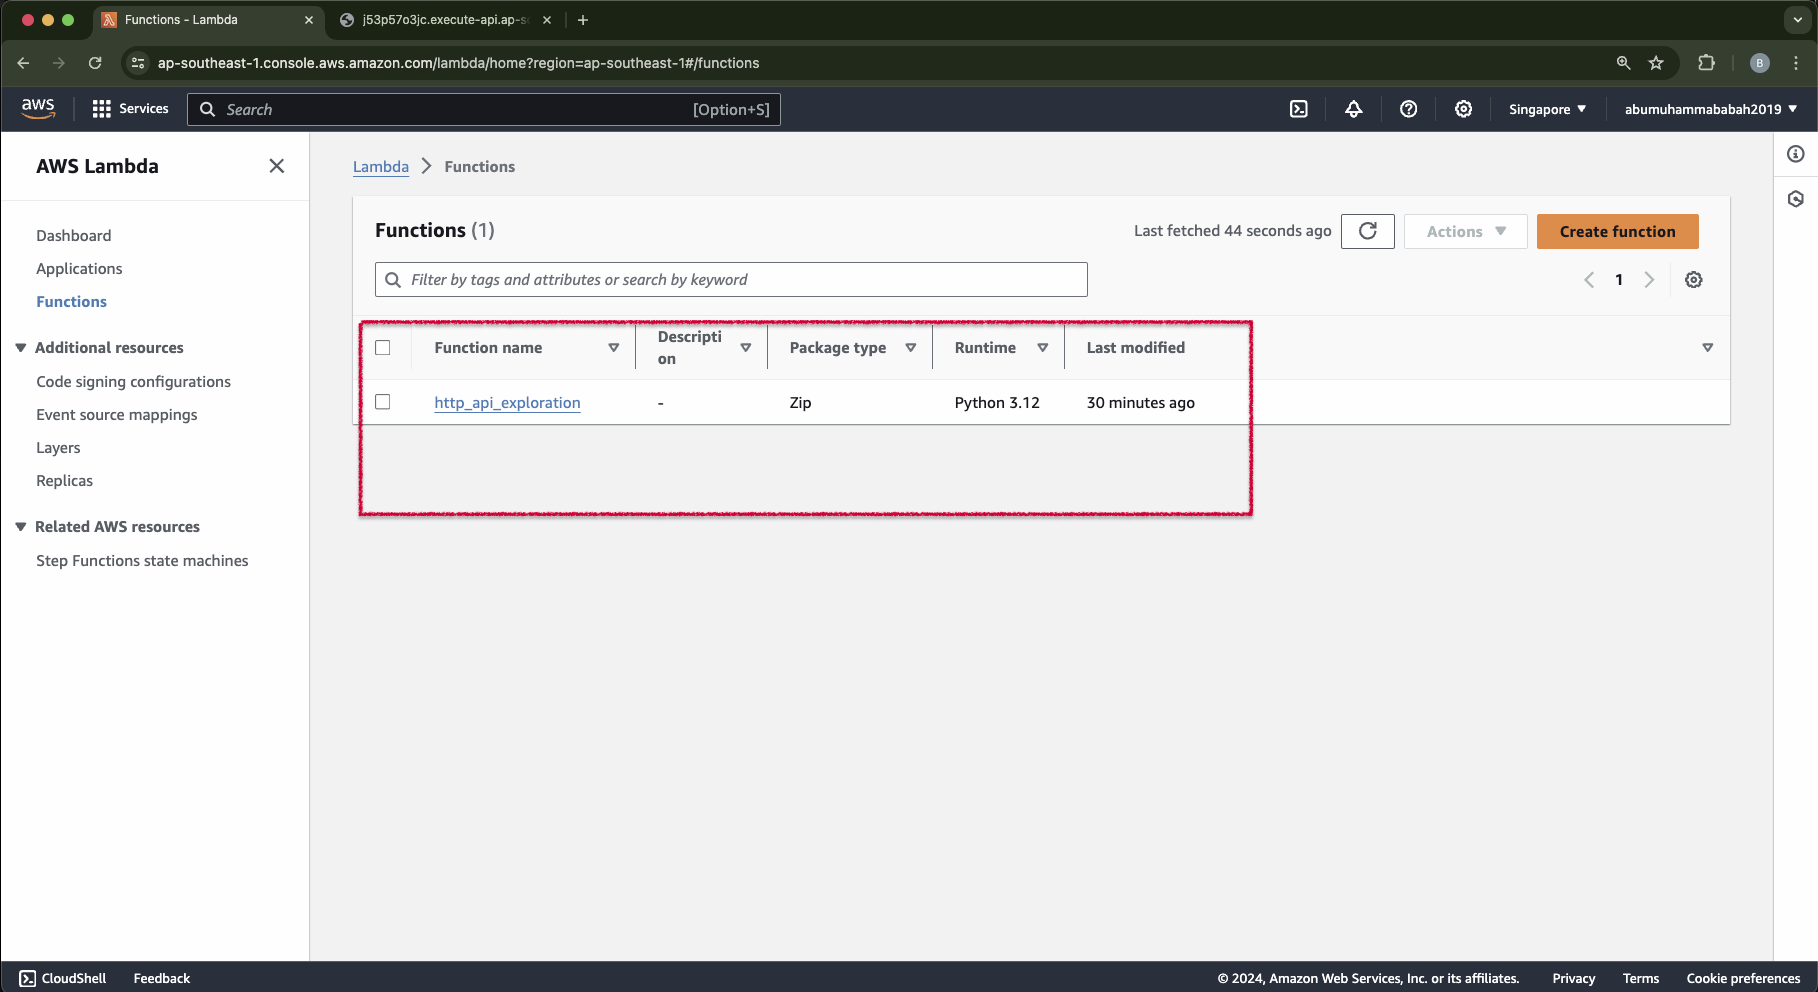 Functions - Lambda
j53p57o3jc.execute-api.ap-s
ap-southeast-1.console.aws.amazon.com/lambda/home?region=ap-southeast-1#/functions
B
aws
Services
Search
[Option+S]
Singapore
abumuhammababah2019
AWS Lambda
Dashboard
Applications
Functions
Additional resources
Code signing configurations
Event source mappings
Layers
Replicas
Related AWS resources
Step Functions state machines
Lambda
Functions
Functions (1)
Last fetched 44 seconds ago
Actions
Create function
Filter by tags and attributes or search by keyword
1
Function name
Descripti
on
Package type
Runtime
Last modified
http_api_exploration
-
Zip
Python 3.12
30 minutes ago
CloudShell
Feedback
© 2024, Amazon Web Services, Inc. or its affiliates.
Privacy
Terms
Cookie preferences